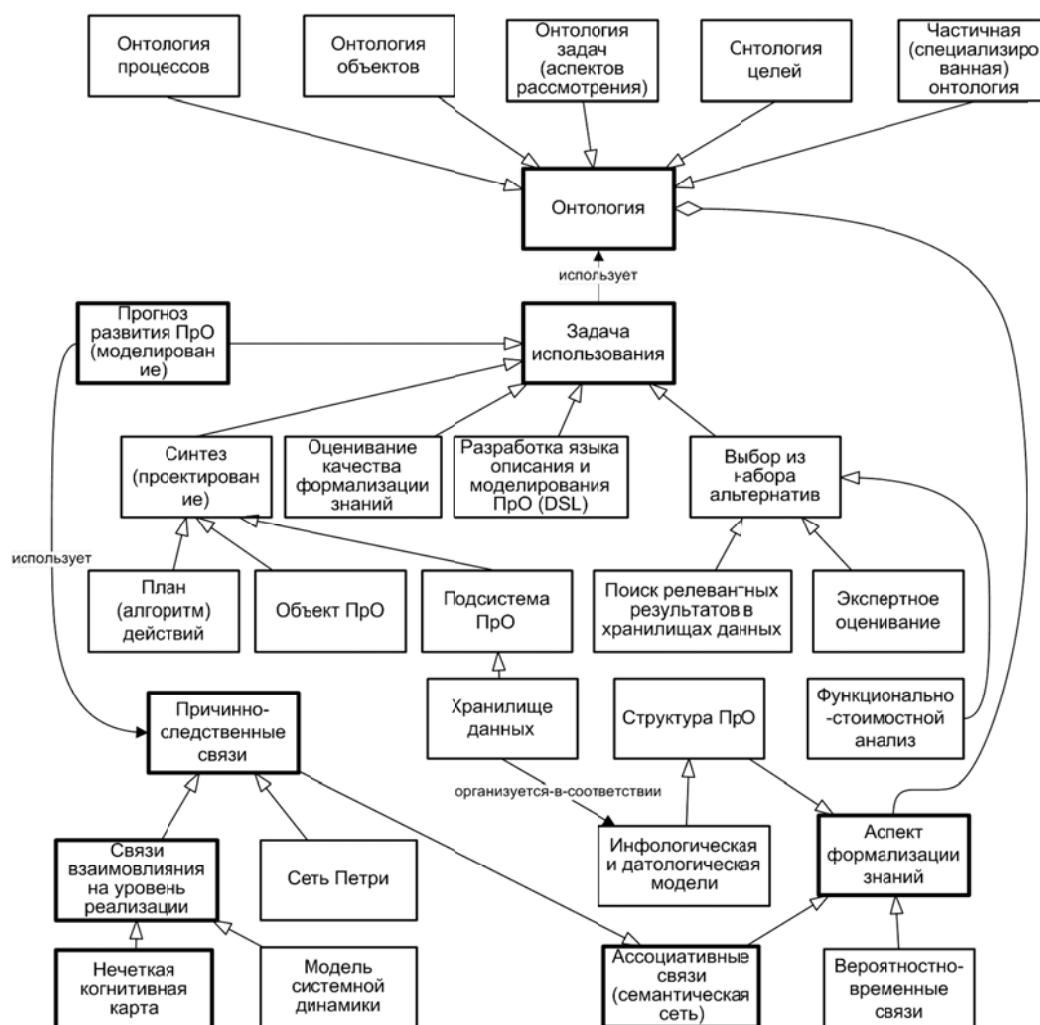 Онтология
процессов
Онтология
объектов
Онтология
задач
(аспектов
рассмотрения)
Онтология
целей
Частичная
(специализиро
ванная)
онтология
Онтология
использует
Прогноз
развития ПрО
(моделирован
ие)
Задача
использования
Синтез
(проектирован
ие)
Оценивание
качества
формализации
знаний
Разработка языка
описания и
моделирования
ПрО (DSL)
Выбор из
набора
альтернатив
использует
План
(алгоритм)
действий
Объект ПрО
Подсистема
ПрО
Поиск релевантных
результатов в
хранилищах данных
Экспертное
оценивание
Причинно-
следственные
связи
Хранилище
данных
Структура ПрО
Функционально
-стоимостной
анализ
организуется-в-соответствии
Связи
взаимовлияния
на уровень
реализации
Сеть Петри
Инфологическая
и датологическая
модели
Аспект
формализации
знаний
Нечеткая
когнитивная
карта
Модель
системной
динамики
Ассоциативные
связи
(семантическая
сеть)
Вероятностно-
временные
связи